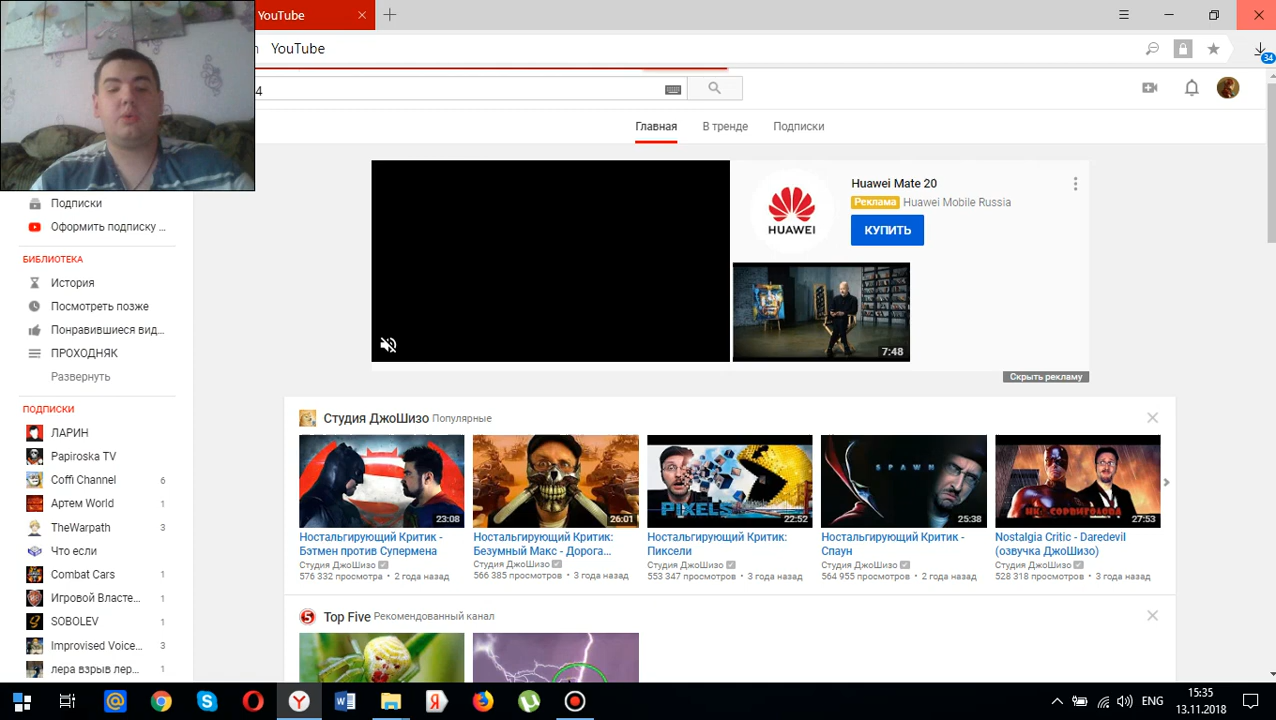 YouTube
YouTube
34
4
Главная
В тренде
Подписки
Huawei Mate 20
Реклама Huawei Mobile Russia
КУПИТЬ
HUAWEI
7:48
Скрыть рекламу
Подписки
Оформить подписку ...
БИБЛИОТЕКА
История
Посмотреть позже
Понравившиеся вид...
ПРОХОДНЯК
Развернуть
ПОДПИСКИ
ЛАРИН
Papiroska TV
Coffi Channel 6
Артем World 1
TheWarpath 3
Что если
Combat Cars 1
Игровой Власте... 1
SOBOLEV 1
Improvised Voice... 3
лера взрыв лер... 1
Студия ДжоШизо Популярные
23:08
26:01
PIXELS
22:52
SPAWN
25:38
НК: СОРВИГОЛОВА
27:53
Ностальгирующий Критик -
Бэтмен против Супермена
Студия ДжоШизо
576 332 просмотра • 2 года назад
Ностальгирующий Критик:
Безумный Макс - Дорога...
Студия ДжоШизо
566 385 просмотров • 3 года назад
Ностальгирующий Критик:
Пиксели
Студия ДжоШизо
553 347 просмотров • 3 года назад
Ностальгирующий Критик -
Спаун
Студия ДжоШизо
564 955 просмотров • 2 года назад
Nostalgia Critic - Daredevil
(озвучка ДжоШизо)
Студия ДжоШизо
528 318 просмотров • 3 года назад
5
Top Five Рекомендованный канал
ENG
15:35
13.11.2018